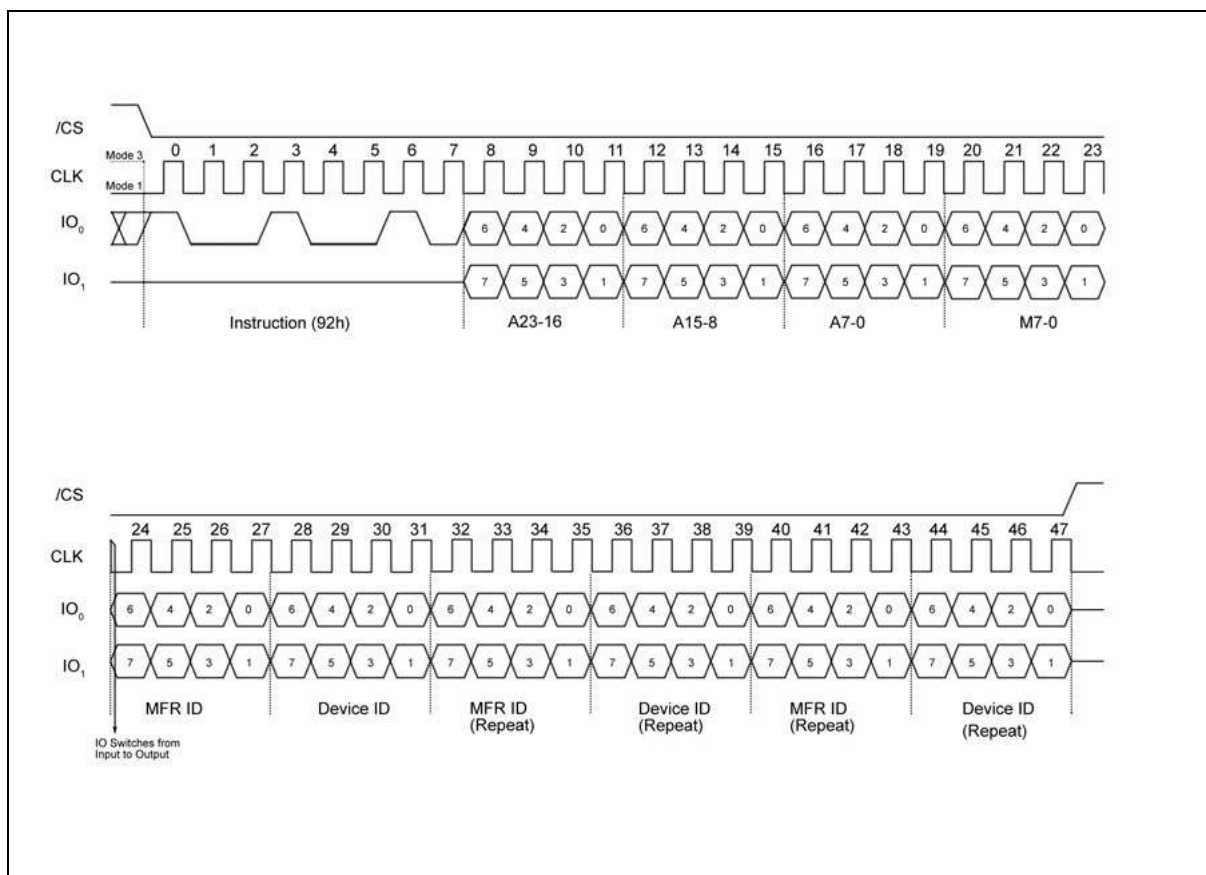 /CS
Mode 3
0 1 2 3 4 5 6 7 8 9 10 11 12 13 14 15 16 17 18 19 20 21 22 23
CLK
Mode 1
IO0 6 4 2 0 6 4 2 0 6 4 2 0 6 4 2 0
IO1 7 5 3 1 7 5 3 1 7 5 3 1 7 5 3 1
Instruction (92h) A23-16 A15-8 A7-0 M7-0
/CS
24 25 26 27 28 29 30 31 32 33 34 35 36 37 38 39 40 41 42 43 44 45 46 47
CLK
IO0 6 4 2 0 6 4 2 0 6 4 2 0 6 4 2 0 6 4 2 0 6 4 2 0
IO1 7 5 3 1 7 5 3 1 7 5 3 1 7 5 3 1 7 5 3 1 7 5 3 1
MFR ID Device ID MFR ID Device ID MFR ID Device ID
(Repeat) (Repeat) (Repeat) (Repeat)
IO Switches from
Input to Output